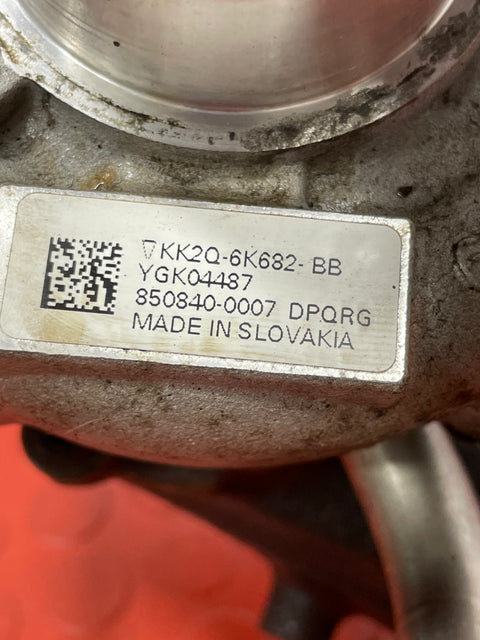 ▽KK2Q-6K682-BB
YGK04487
850840-0007 DPQRG
MADE IN SLOVAKIA